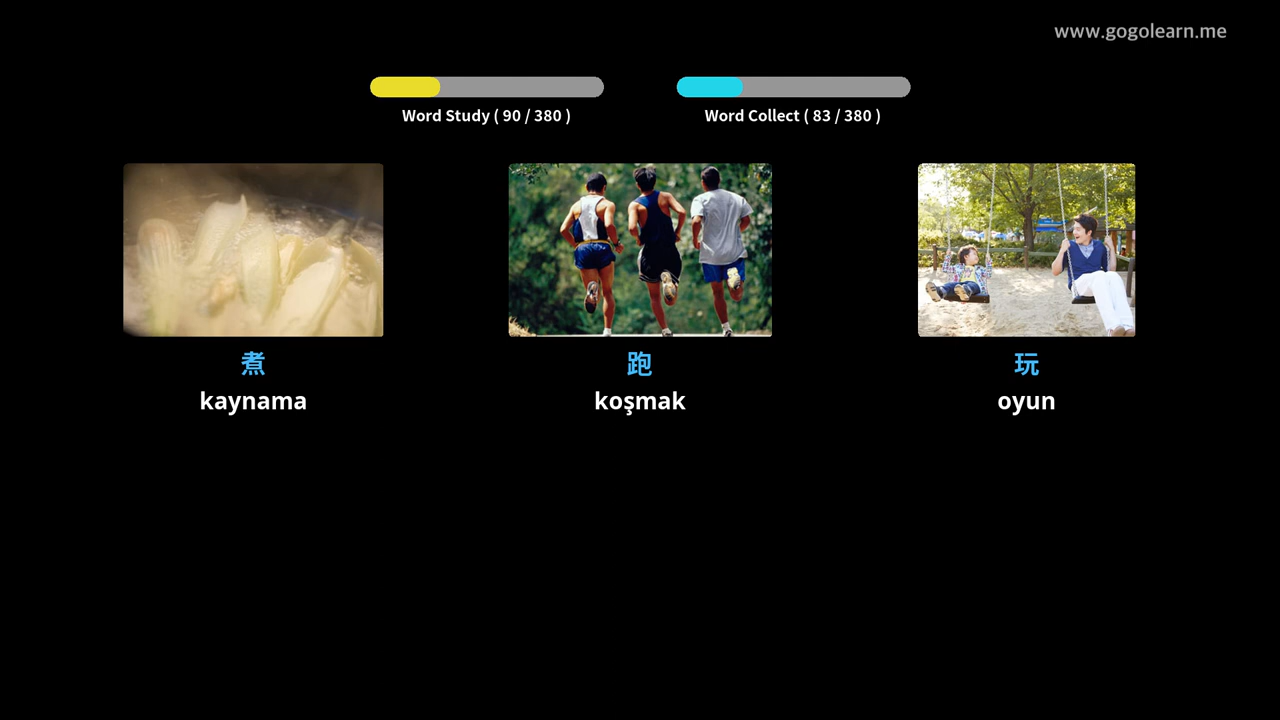 www.gogolearn.me
Word Study ( 90 / 380 )
Word Collect ( 83 / 380 )
煮
kaynama
跑
koşmak
玩
oyun